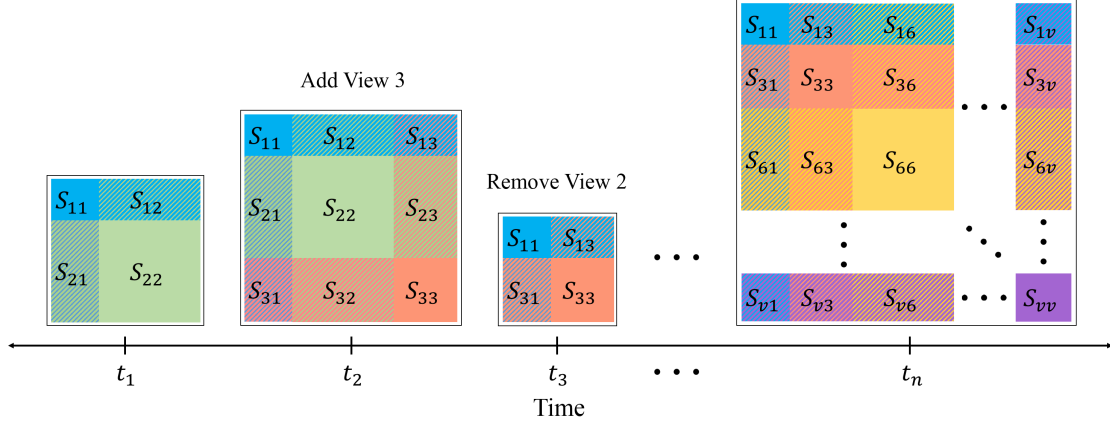 S₁₁ S₁₂
S₂₁ S₂₂
Add View 3
S₁₁ S₁₂ S₁₃
S₂₁ S₂₂ S₂₃
S₃₁ S₃₂ S₃₃
Remove View 2
S₁₁ S₁₃
S₃₁ S₃₃
• • •
S₁₁ S₁₃ S₁₆ S₁ᵥ
S₃₁ S₃₃ S₃₆ • • • S₃ᵥ
S₆₁ S₆₃ S₆₆ S₆ᵥ
Sᵥ₁ Sᵥ₃ Sᵥ₆ • • • Sᵥᵥ
t₁ t₂ t₃ • • • tₙ
Time